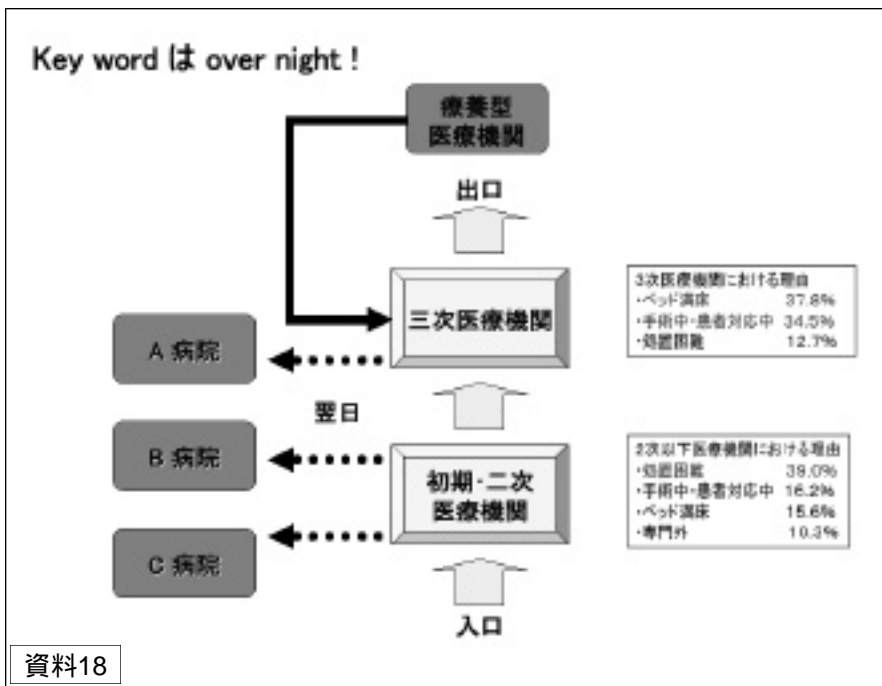 Key word は over night !
療養型
医療機関
出口
三次医療機関
3次医療機関における理由
・ベッド満床 37.8%
・手術中・患者対応中 34.5%
・処置困難 12.7%
A 病院
翌日
B 病院
初期・二次
医療機関
2次以下医療機関における理由
・処置困難 39.0%
・手術中・患者対応中 16.2%
・ベッド満床 15.6%
・専門外 10.3%
C 病院
入口
資料18